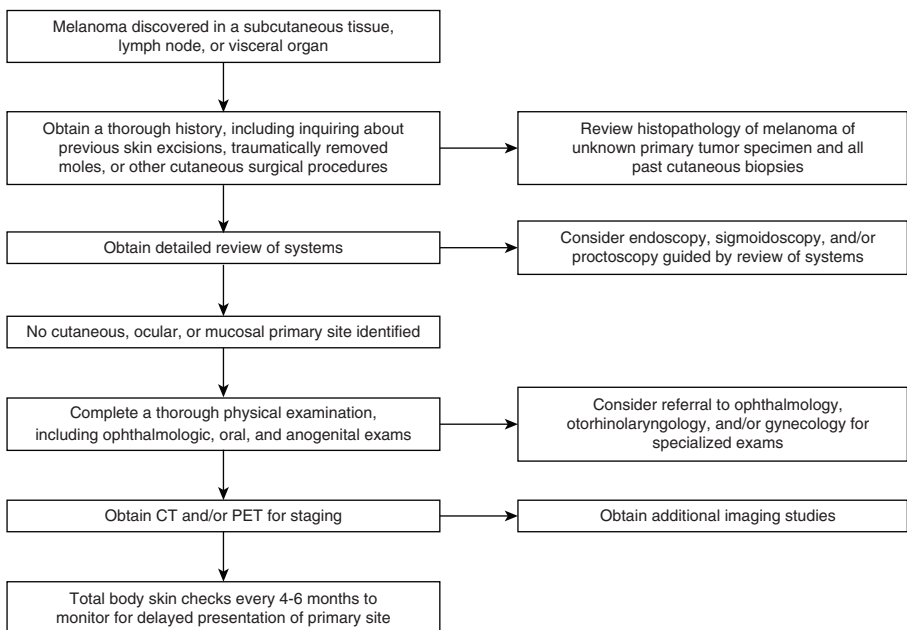 Melanoma discovered in a subcutaneous tissue,
lymph node, or visceral organ
Obtain a thorough history, including inquiring about
previous skin excisions, traumatically removed
moles, or other cutaneous surgical procedures
Review histopathology of melanoma of
unknown primary tumor specimen and all
past cutaneous biopsies
Obtain detailed review of systems
Consider endoscopy, sigmoidoscopy, and/or
proctoscopy guided by review of systems
No cutaneous, ocular, or mucosal primary site identified
Complete a thorough physical examination,
including ophthalmologic, oral, and anogenital exams
Consider referral to ophthalmology,
otorhinolaryngology, and/or gynecology for
specialized exams
Obtain CT and/or PET for staging
Obtain additional imaging studies
Total body skin checks every 4-6 months to
monitor for delayed presentation of primary site